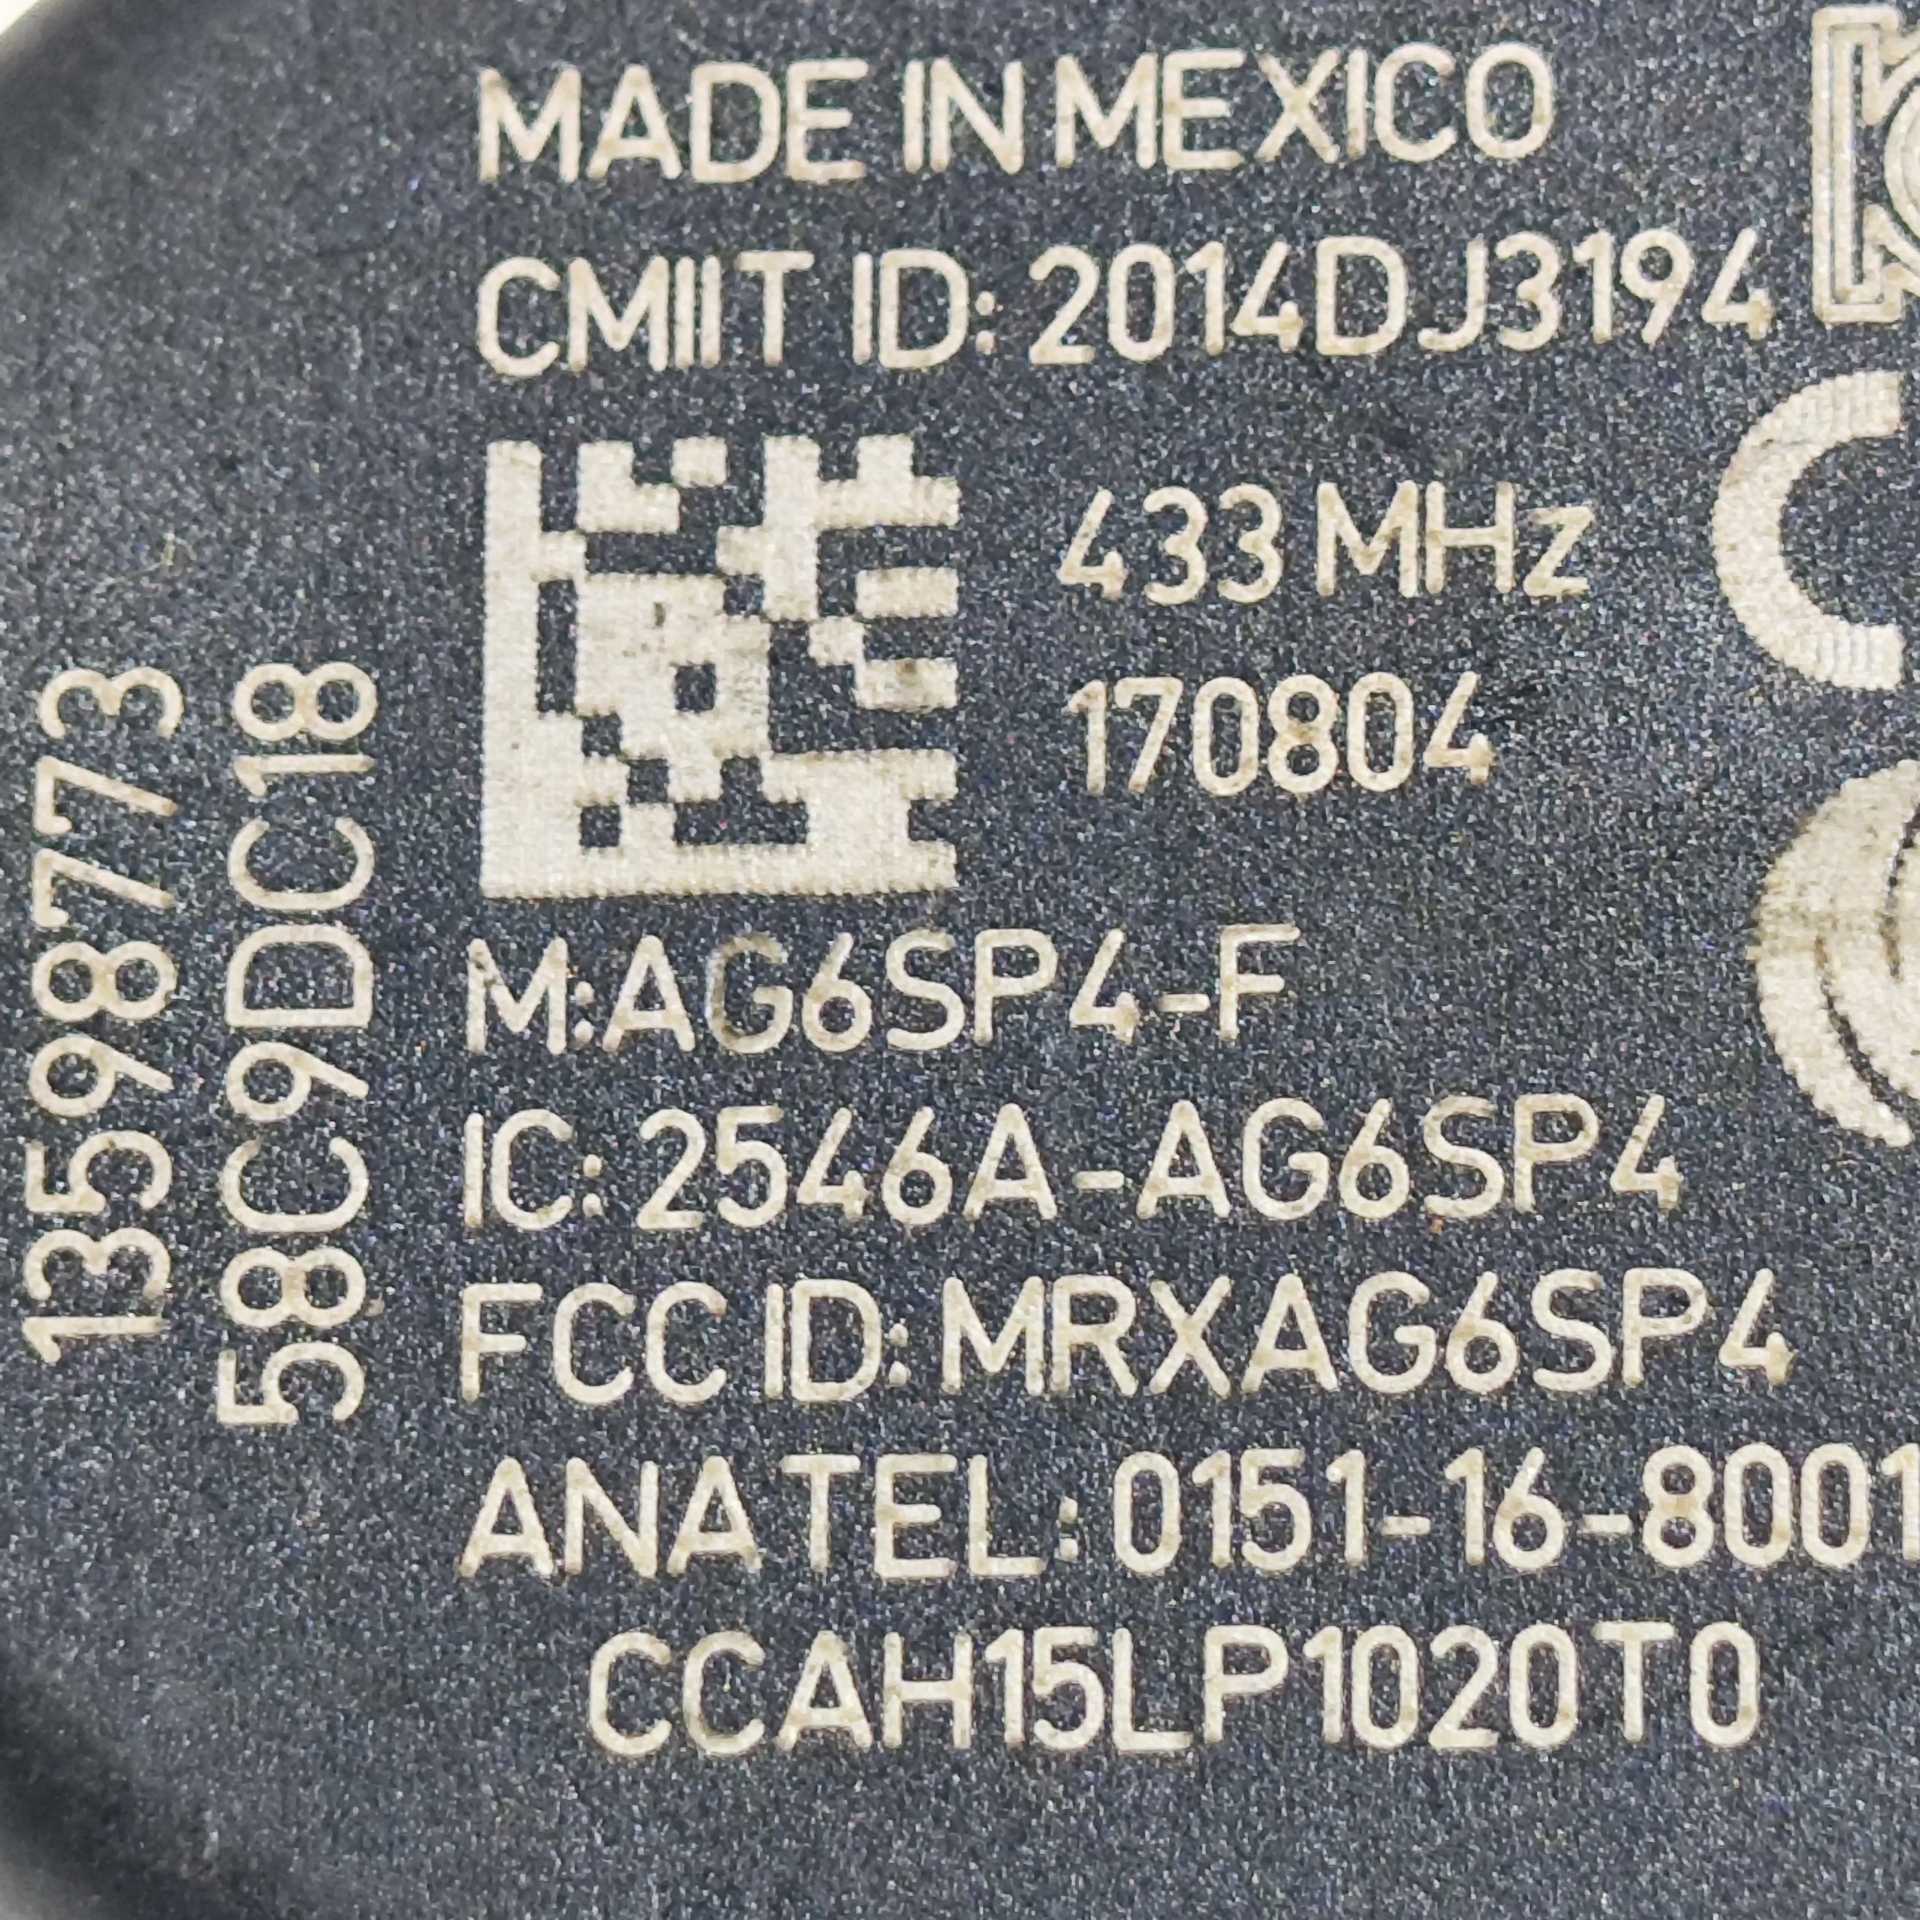 MADE IN MEXICO
CMIIT ID: 2014DJ3194
433 MHz
170804
13598773
58C9DC18
M:AG6SP4-F
IC: 2546A-AG6SP4
FCC ID: MRXAG6SP4
ANATEL: 0151-16-8001
CCAH15LP1020T0